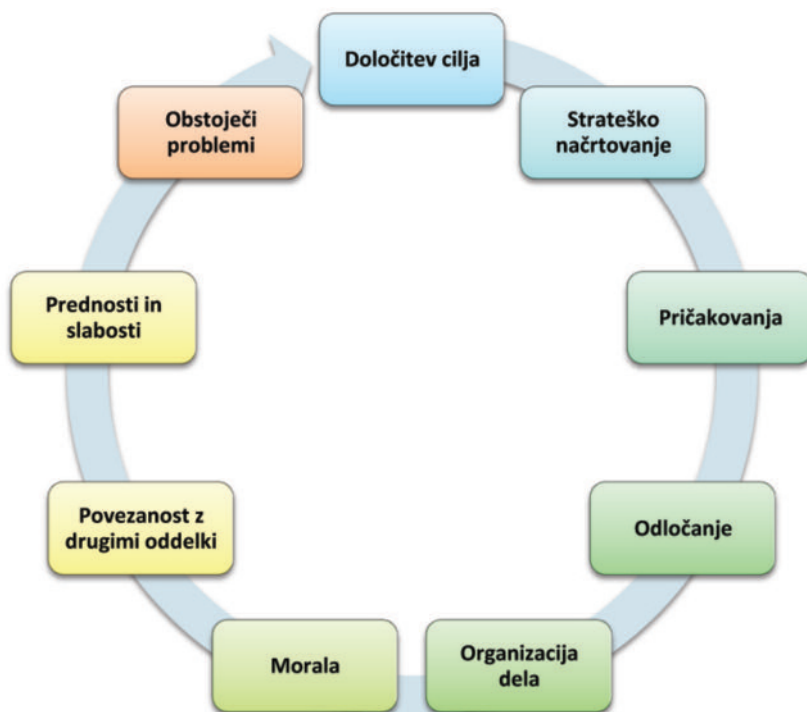 Določitev cilja
Strateško
načrtovanje
Pričakovanja
Odločanje
Organizacija
dela
Morala
Povezanost z
drugimi oddelki
Prednosti in
slabosti
Obstoječi
problemi